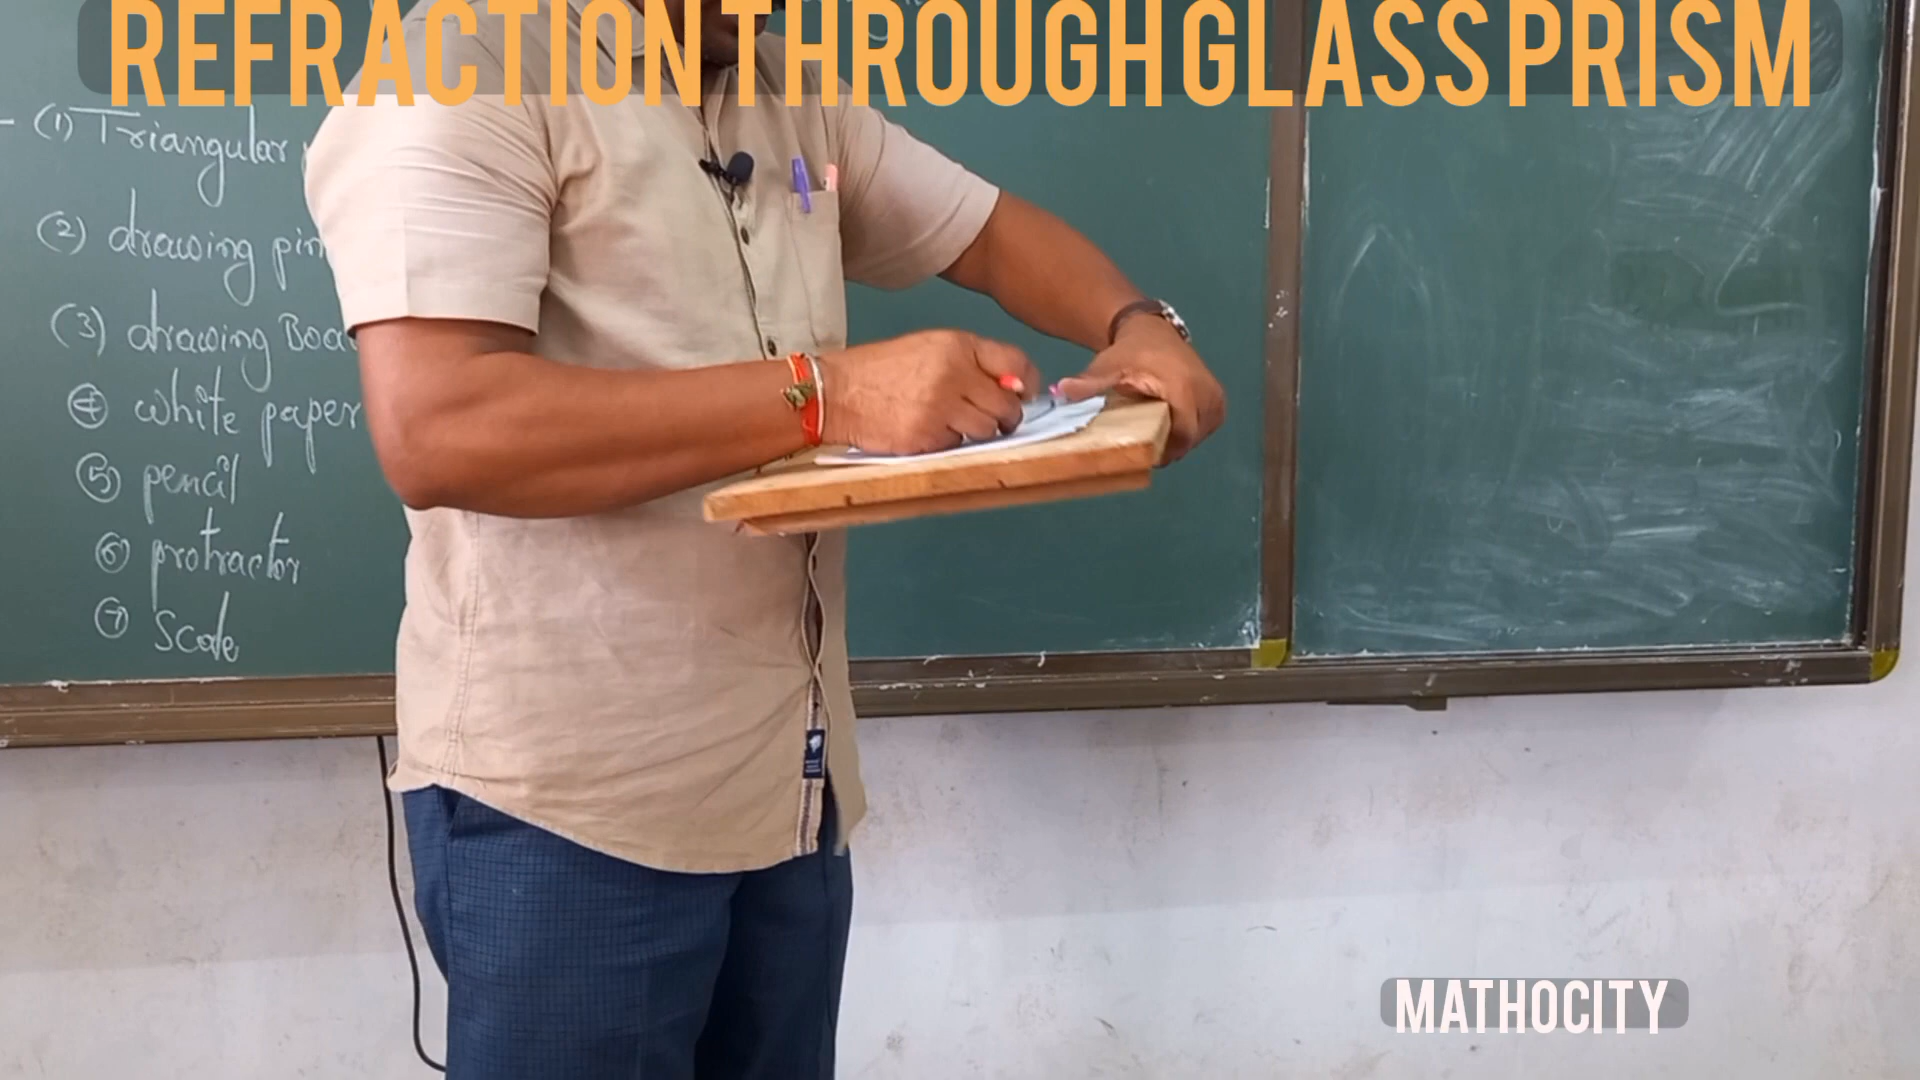 REFRACTION THROUGH GLASS PRISM
(1) Triangular
(2) drawing pin
(3) drawing Boa
④ white paper
⑤ pencil
⑥ protractor
⑦ Scale
MATHOCITY